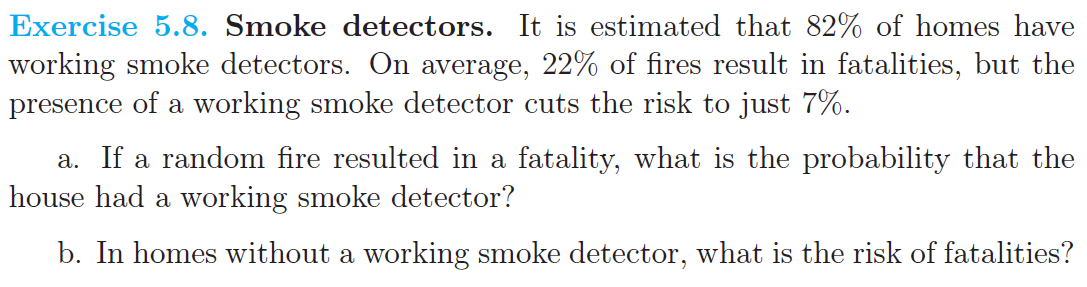 Exercise 5.8. Smoke detectors. It is estimated that 82% of homes have
working smoke detectors. On average, 22% of fires result in fatalities, but the
presence of a working smoke detector cuts the risk to just 7%.
a. If a random fire resulted in a fatality, what is the probability that the
house had a working smoke detector?
b. In homes without a working smoke detector, what is the risk of fatalities?